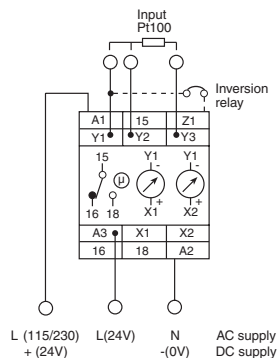 Input
Pt100
Inversion
relay
A1 15 Z1
Y1 Y2 Y3
15 Y1 Y1
- -
µ
+ +
16 18 X1 X2
A3 X1 X2
16 18 A2
L (115/230) L(24V) N AC supply
+ (24V) -(0V) DC supply